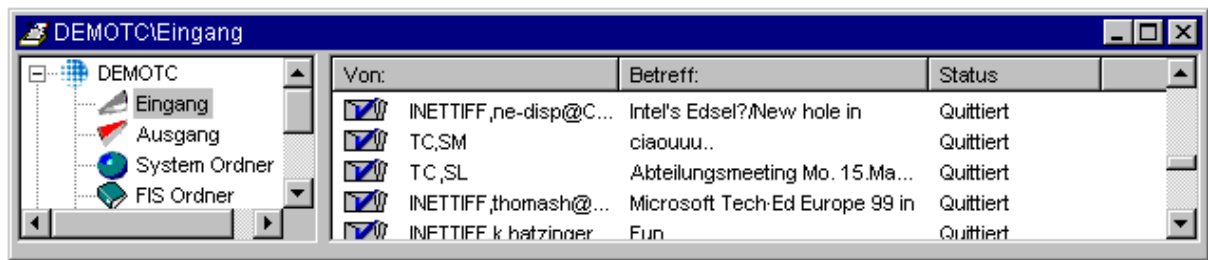 DEMOTC\Eingang
DEMOTC
Eingang
Ausgang
System Ordner
FIS Ordner
Von: Betreff: Status
INETTIFF,ne-disp@C... Intel's Edsel?/New hole in Quittiert
TC,SM ciaouuu.. Quittiert
TC,SL Abteilungsmeeting Mo. 15.Ma... Quittiert
INETTIFF,thomash@... Microsoft Tech-Ed Europe 99 in Quittiert
INETTIFF,k.hatzinger Fun Quittiert